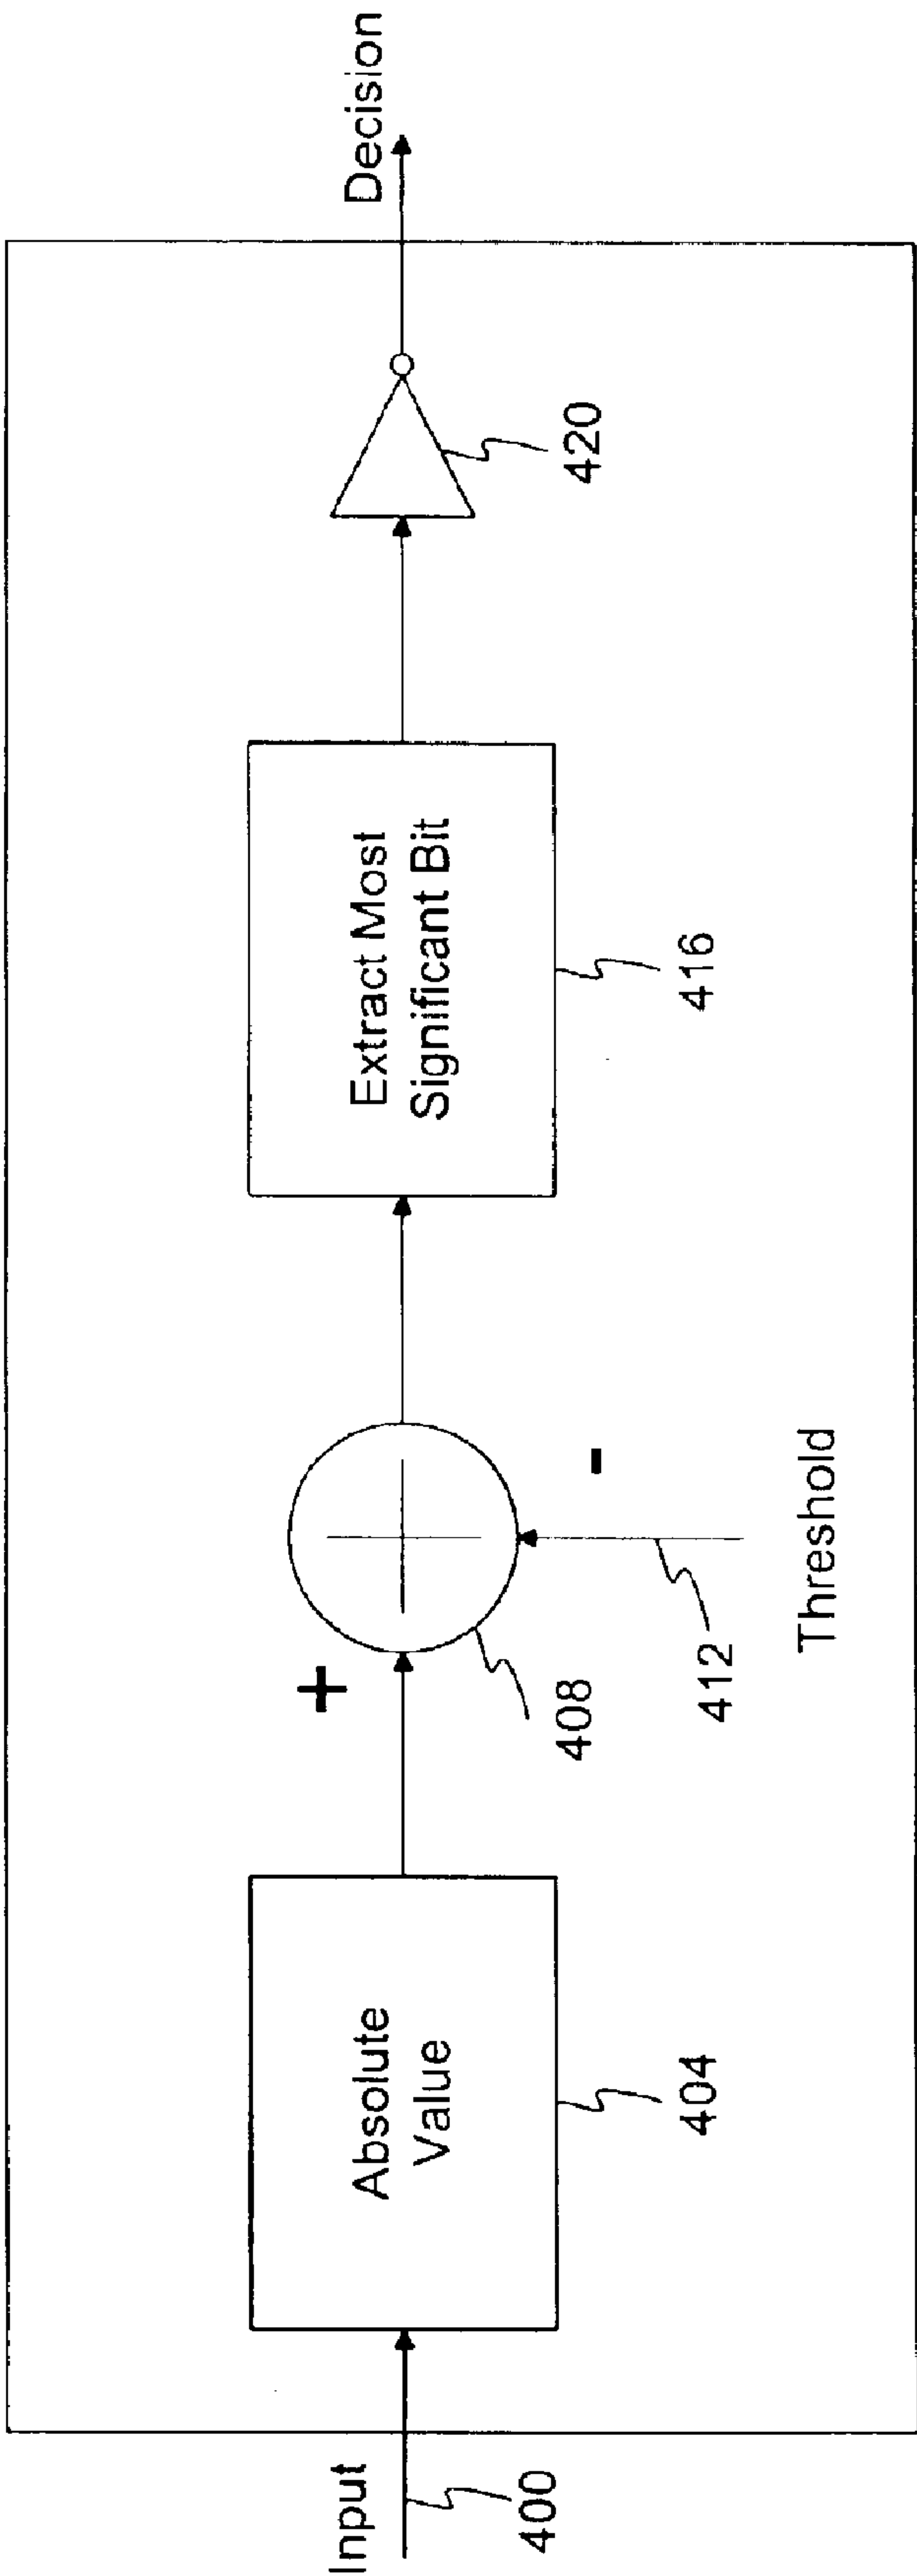 Input
400
Absolute
Value
404
+
408
-
412
Threshold
Extract Most
Significant Bit
416
420
Decision